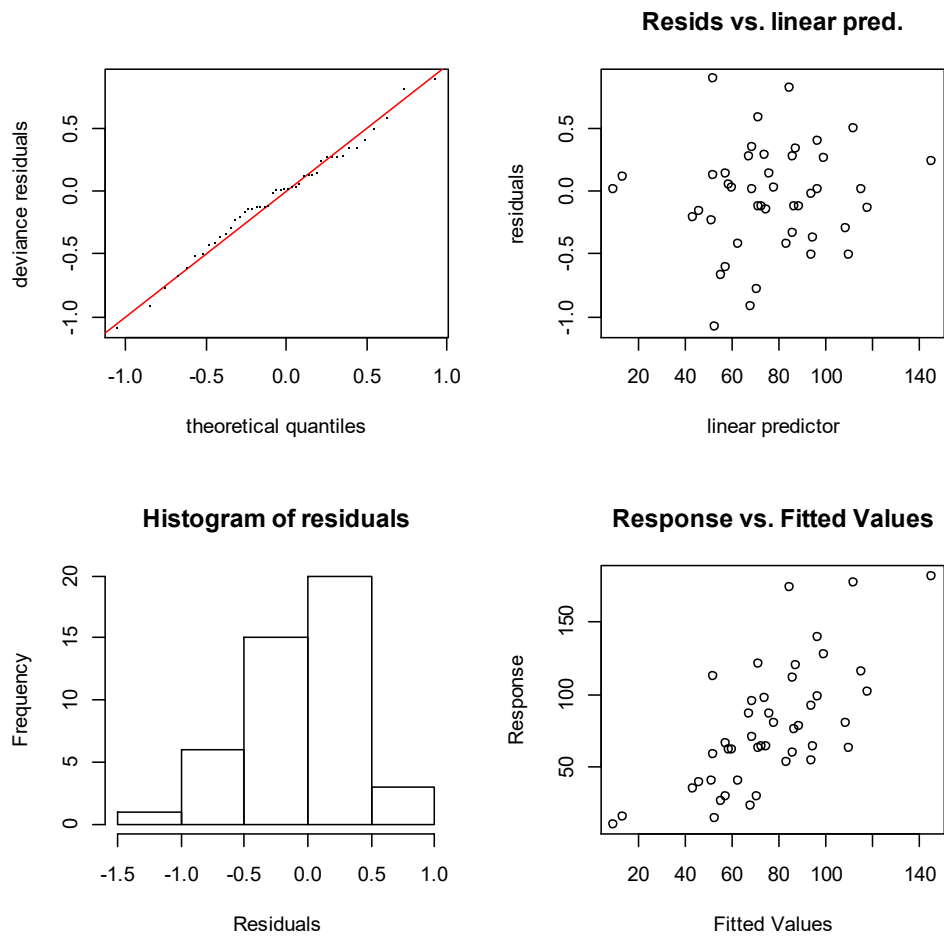 Resids vs. linear pred.
deviance residuals
0.5
0.0
-0.5
-1.0
-1.0 -0.5 0.0 0.5 1.0
theoretical quantiles
residuals
0.5
0.0
-0.5
-1.0
20 40 60 80 100 140
linear predictor
Histogram of residuals
Frequency
20
15
10
5
0
-1.5 -1.0 -0.5 0.0 0.5 1.0
Residuals
Response vs. Fitted Values
Response
150
100
50
20 40 60 80 100 140
Fitted Values